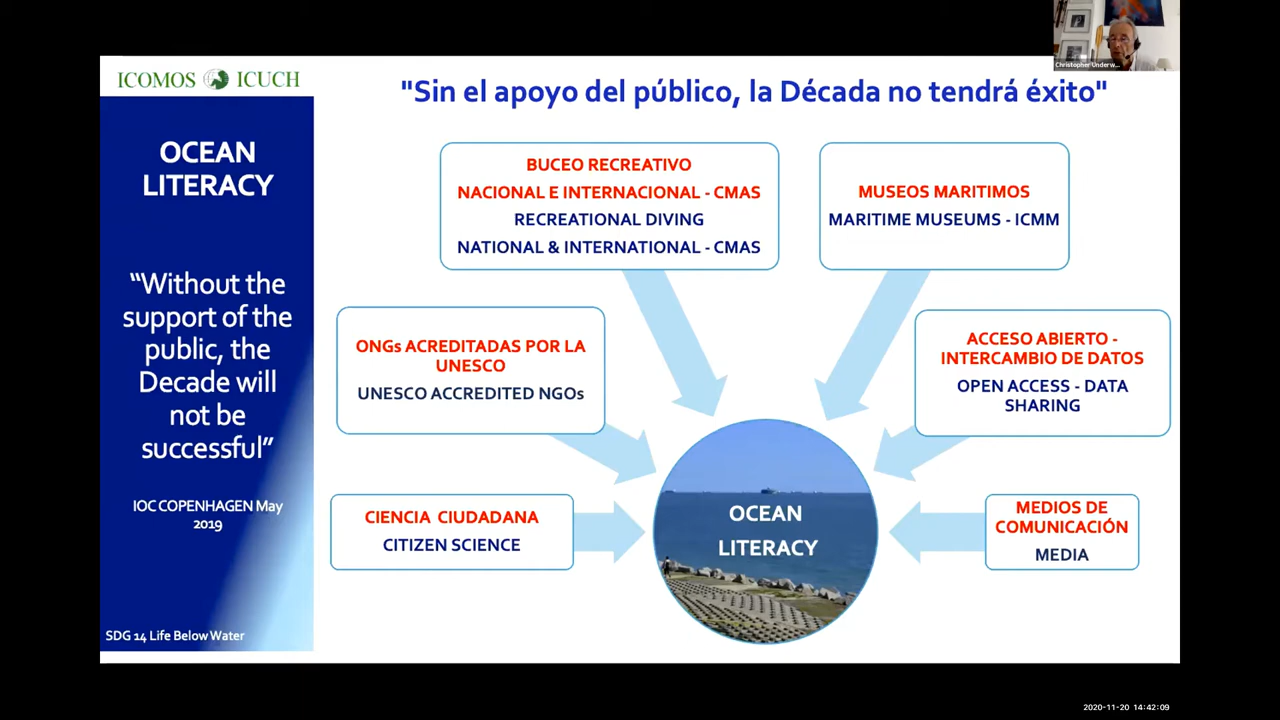 Christopher Underw...
ICOMOS ICUCH
OCEAN
LITERACY
“Without the
support of the
public, the
Decade will
not be
successful”
IOC COPENHAGEN May
2019
SDG 14 Life Below Water
"Sin el apoyo del público, la Década no tendrá éxito"
BUCEO RECREATIVO
NACIONAL E INTERNACIONAL - CMAS
RECREATIONAL DIVING
NATIONAL & INTERNATIONAL - CMAS
MUSEOS MARITIMOS
MARITIME MUSEUMS - ICMM
ONGs ACREDITADAS POR LA
UNESCO
UNESCO ACCREDITED NGOs
ACCESO ABIERTO -
INTERCAMBIO DE DATOS
OPEN ACCESS - DATA
SHARING
CIENCIA CIUDADANA
CITIZEN SCIENCE
OCEAN
LITERACY
MEDIOS DE
COMUNICACIÓN
MEDIA
2020-11-20 14:42:09